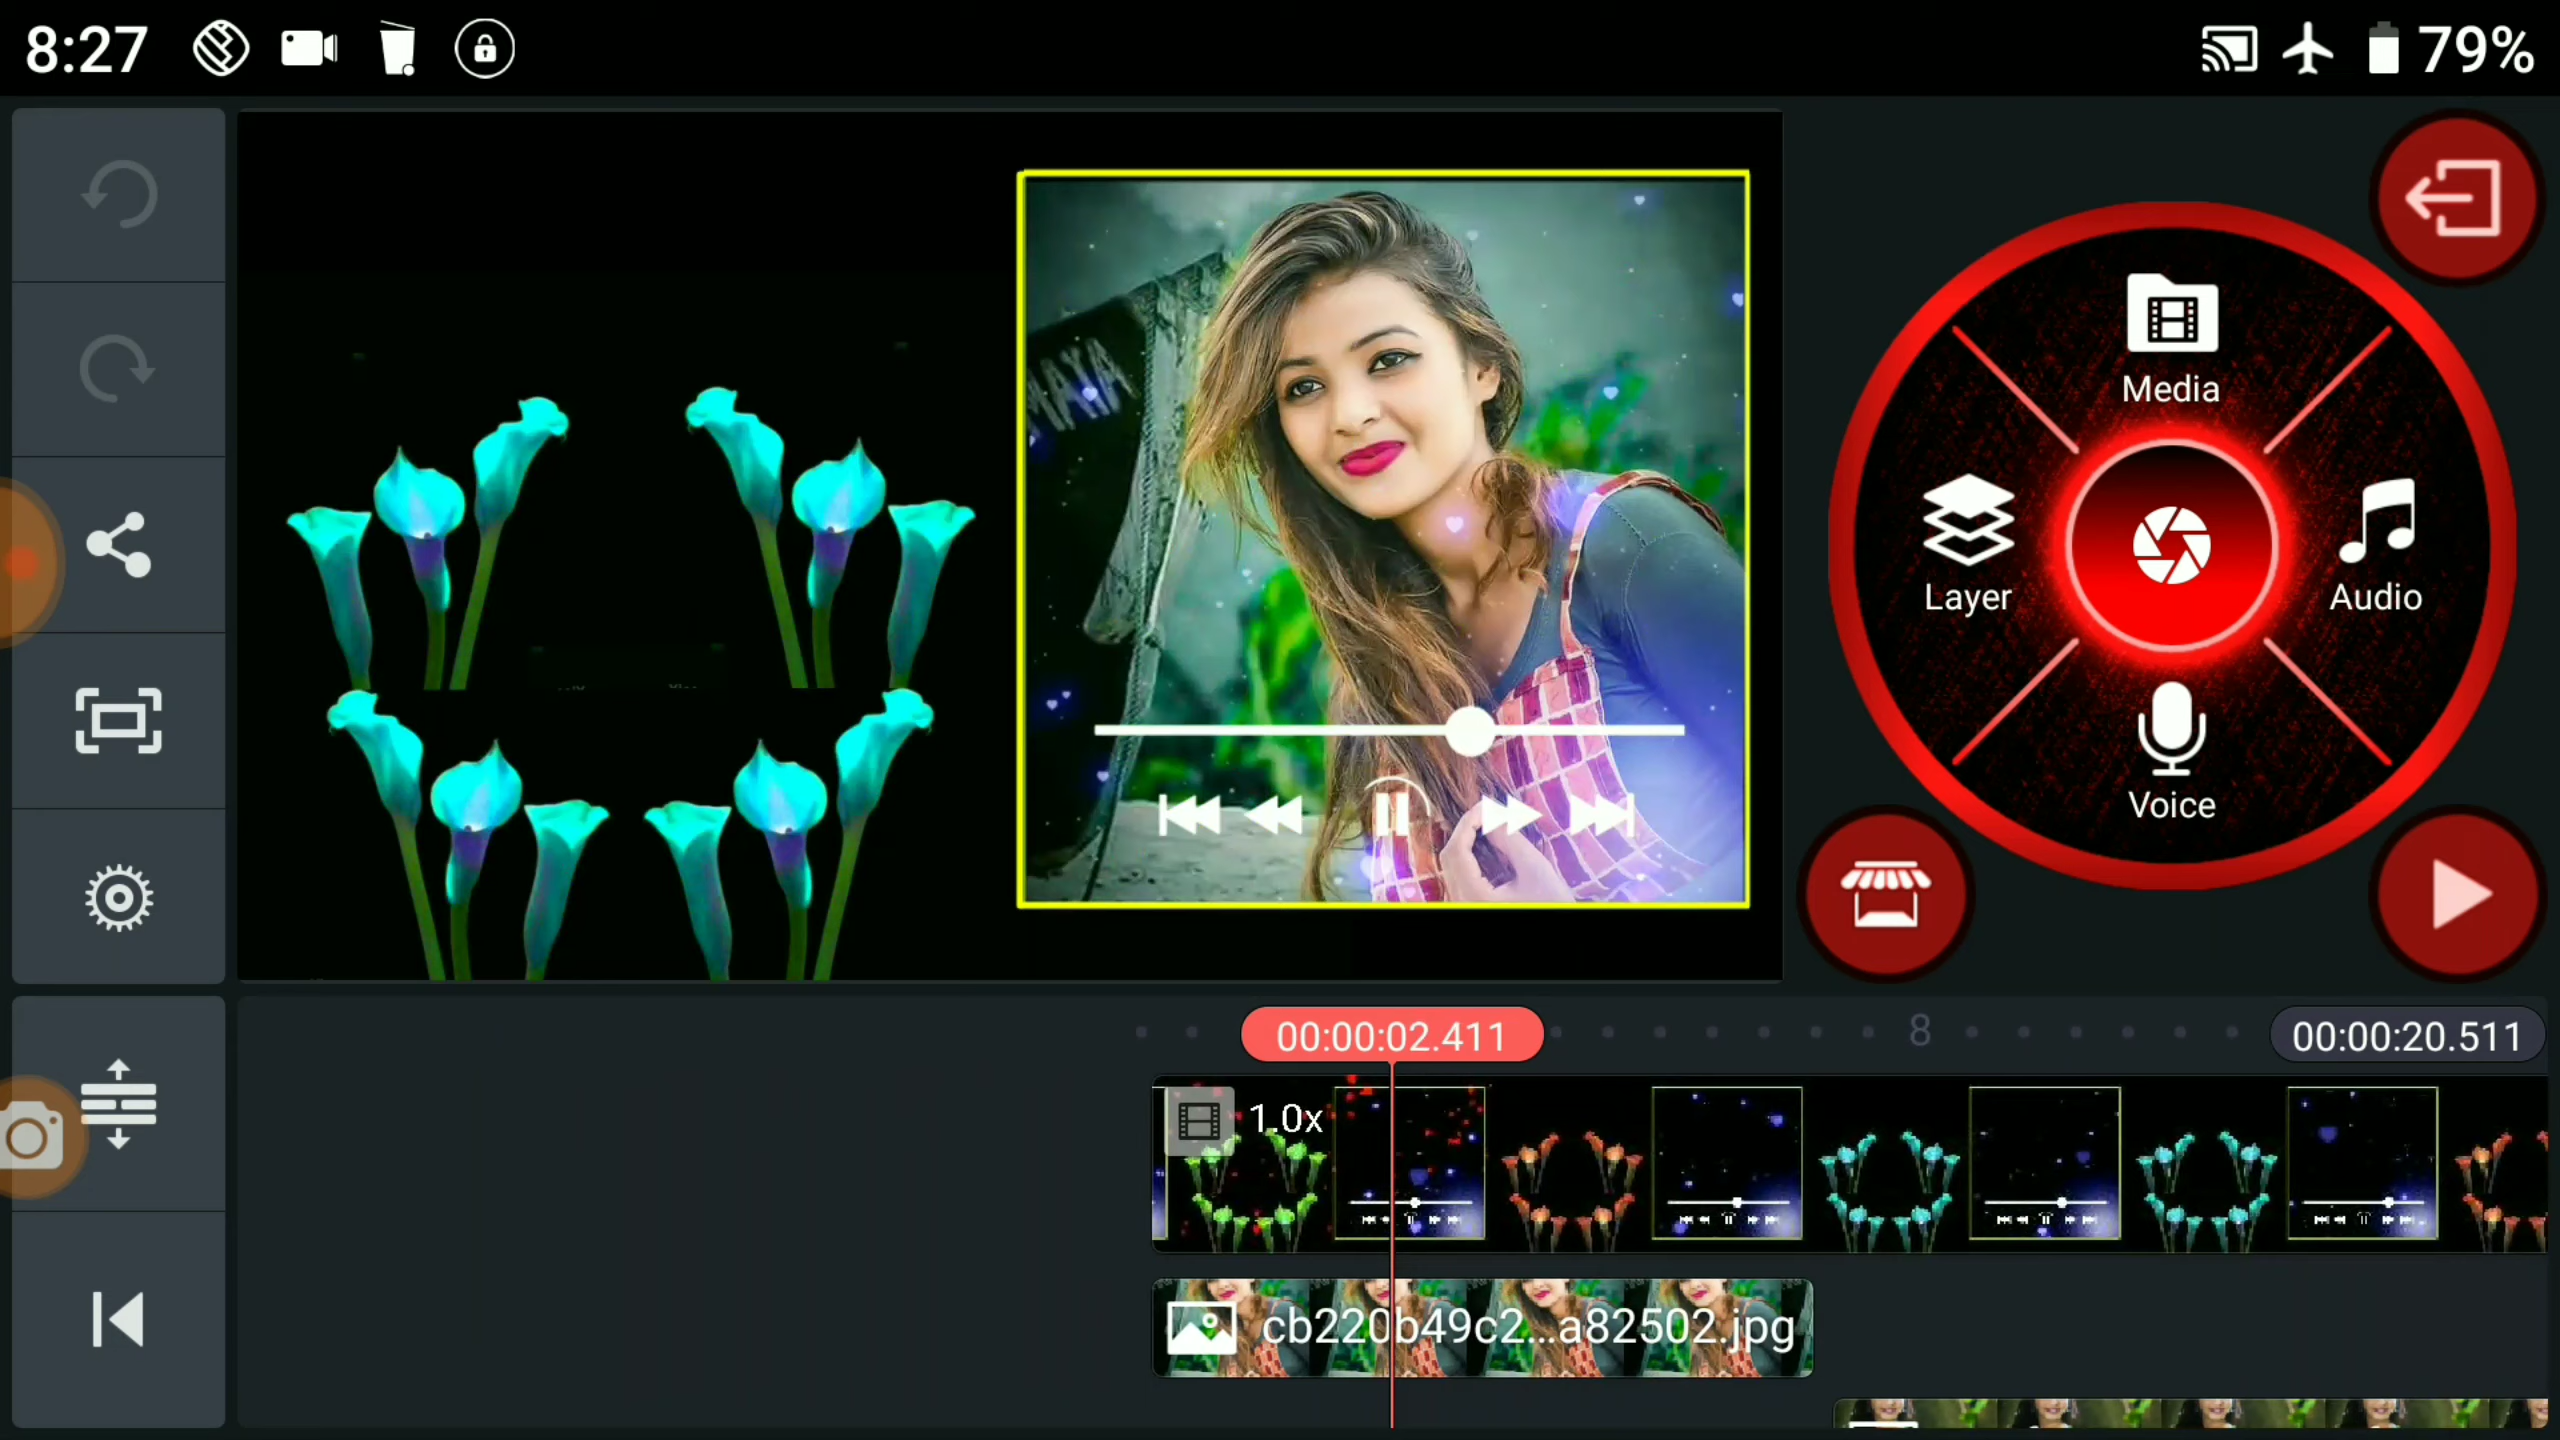 8:27
79%
MAYA
Media
Layer
Audio
Voice
00:00:02.411
8
00:00:20.511
1.0x
cb220b49c2...a82502.jpg